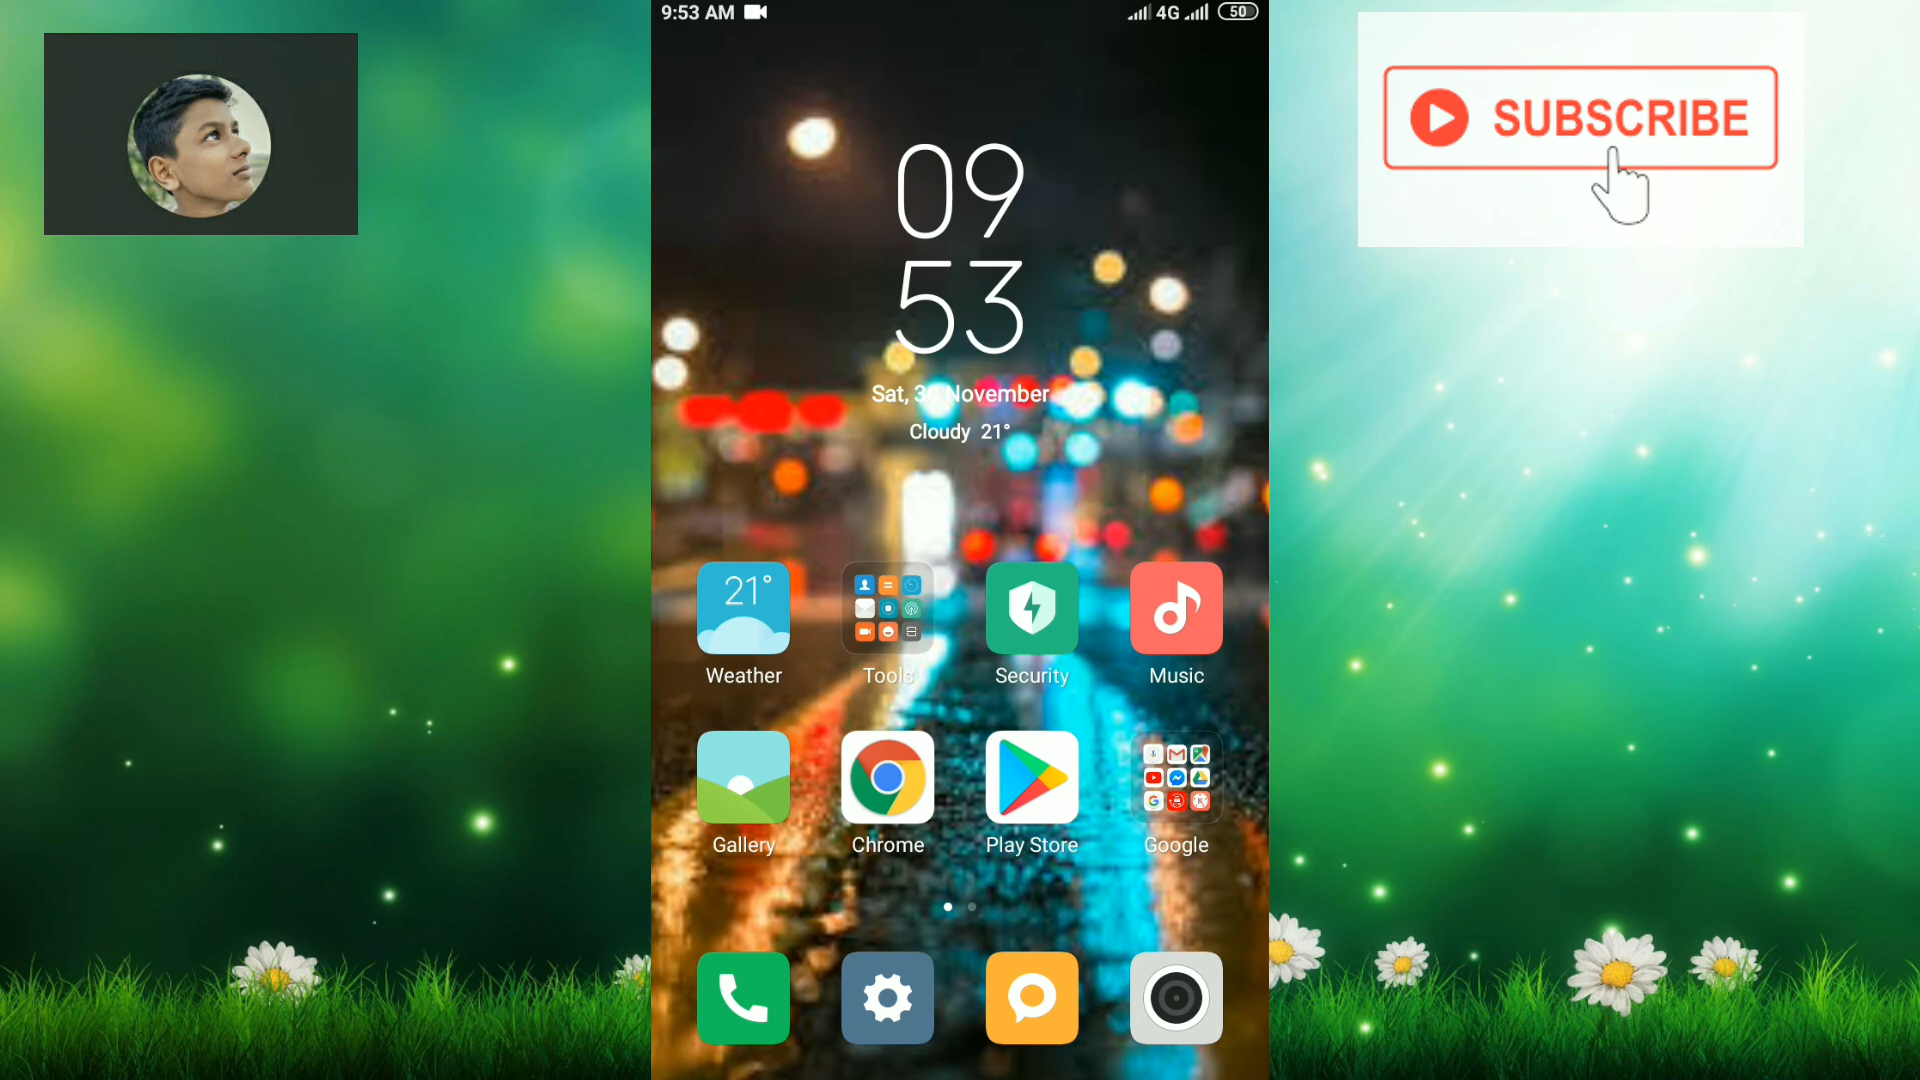 9:53 AM
4G
50
SUBSCRIBE
09
53
Sat, 30 November
Cloudy 21°
21°
Weather
Tools
Security
Music
Gallery
Chrome
Play Store
Google